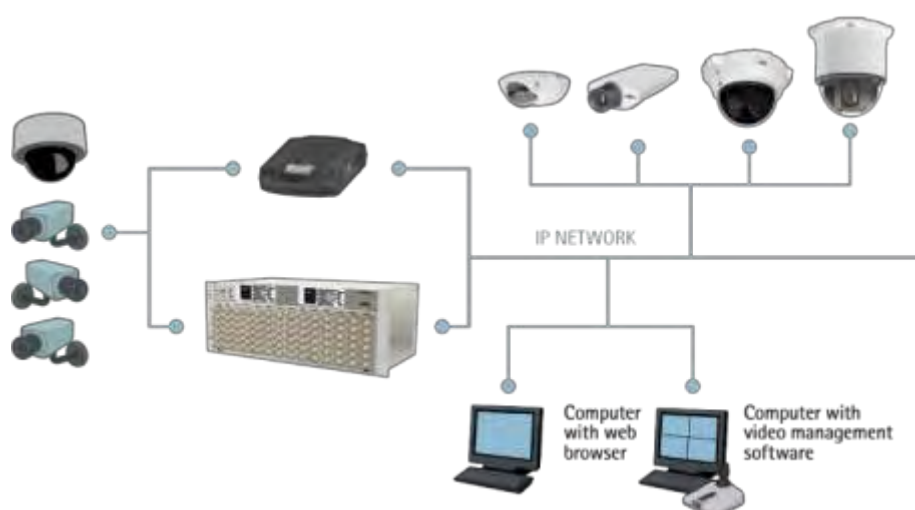 IP NETWORK
Computer
with web
browser
Computer with
video management
software